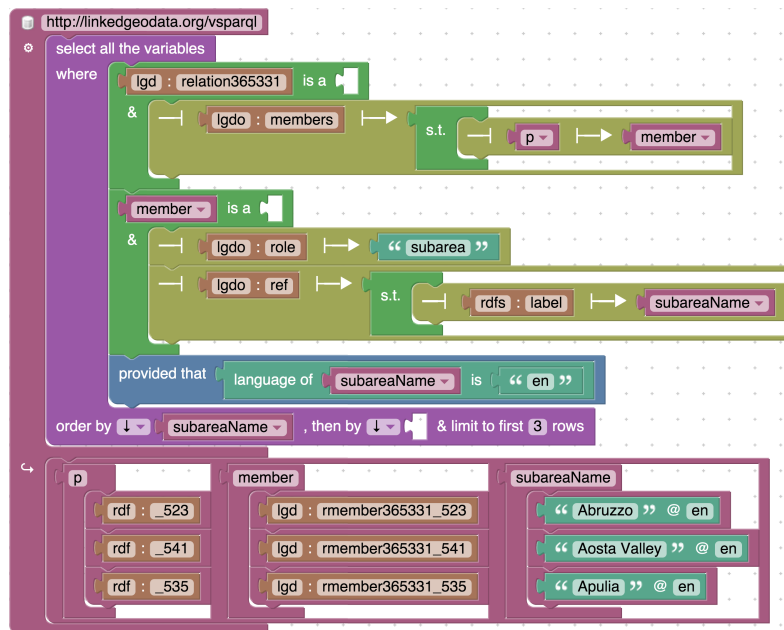 http://linkedgeodata.org/vsparql
select all the variables
where
lgd : relation365331 is a
& lgdo : members s.t. p member
member is a
& lgdo : role “ subarea ”
lgdo : ref s.t. rdfs : label subareaName
provided that language of subareaName is “ en ”
order by ↓ subareaName , then by ↓ & limit to first 3 rows
p member subareaName
rdf : _523 lgd : rmember365331_523 “ Abruzzo ” @ en
rdf : _541 lgd : rmember365331_541 “ Aosta Valley ” @ en
rdf : _535 lgd : rmember365331_535 “ Apulia ” @ en